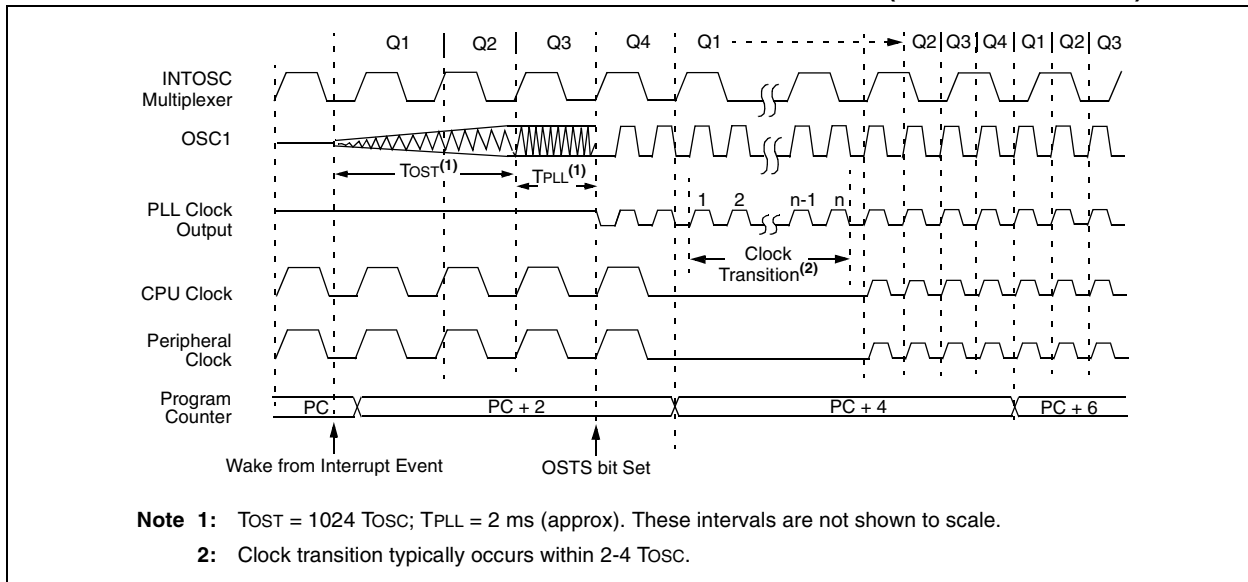 Q1 Q2 Q3 Q4 Q1 Q2 Q3 Q4 Q1 Q2 Q3
INTOSC
Multiplexer
OSC1
TOST(1)
TPLL(1)
1 2 n-1 n
PLL Clock
Output
Clock
Transition(2)
CPU Clock
Peripheral
Clock
Program
Counter
PC PC + 2 PC + 4 PC + 6
Wake from Interrupt Event OSTS bit Set
Note 1: TOST = 1024 TOSC; TPLL = 2 ms (approx). These intervals are not shown to scale.
2: Clock transition typically occurs within 2-4 TOSC.